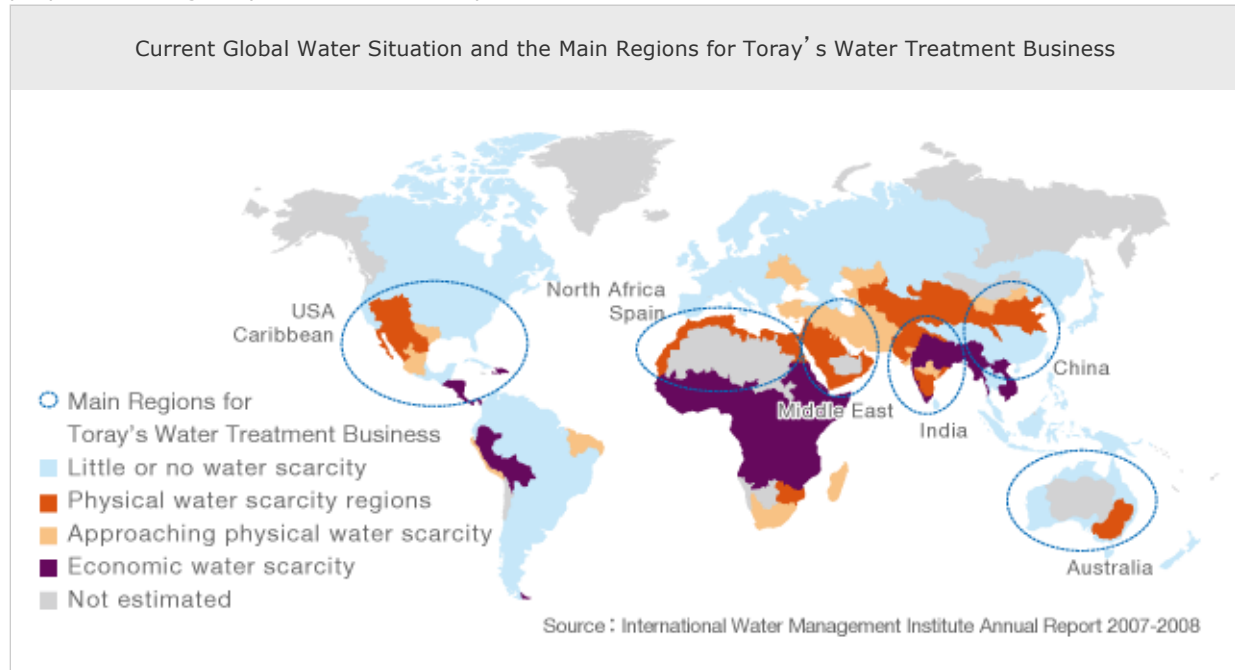 Current Global Water Situation and the Main Regions for Toray's Water Treatment Business
USA
Caribbean
North Africa
Spain
China
Middle East
India
Australia
Main Regions for
Toray's Water Treatment Business
Little or no water scarcity
Physical water scarcity regions
Approaching physical water scarcity
Economic water scarcity
Not estimated
Source : International Water Management Institute Annual Report 2007-2008